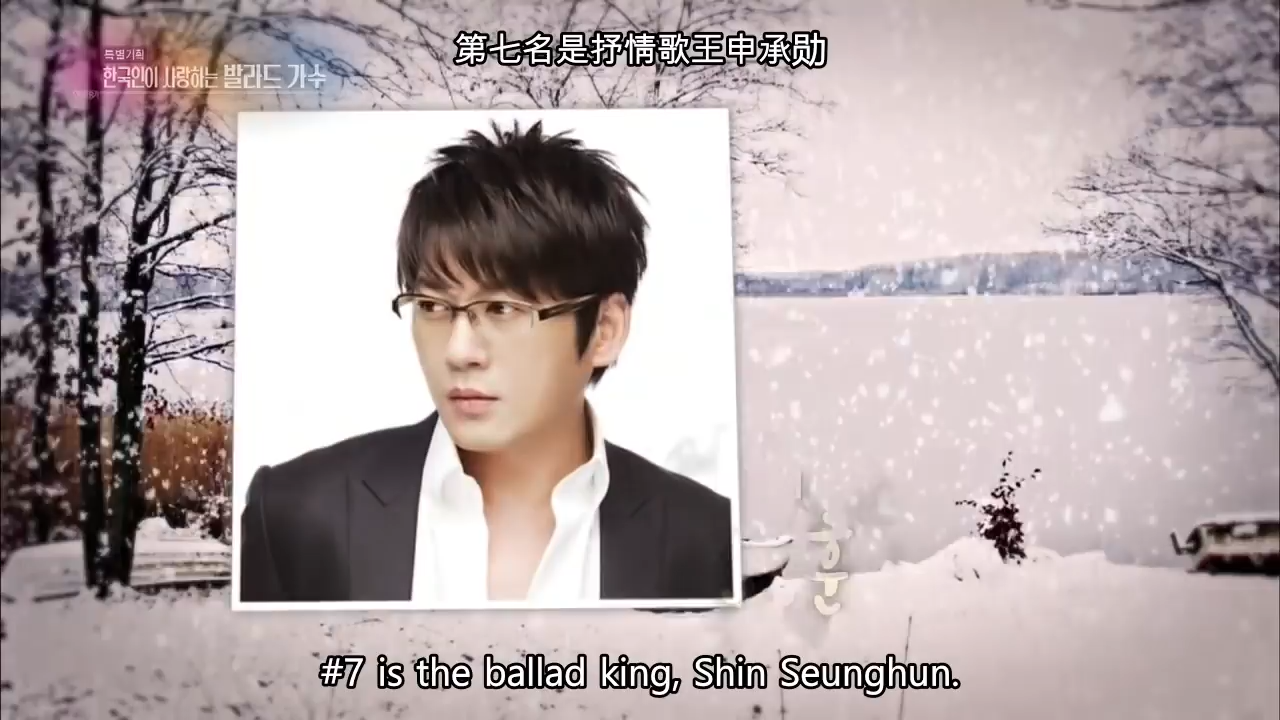 第七名是抒情歌王申承勋
특별기획
한국인이 사랑하는 발라드 가수
훈
#7 is the ballad king, Shin Seunghun.